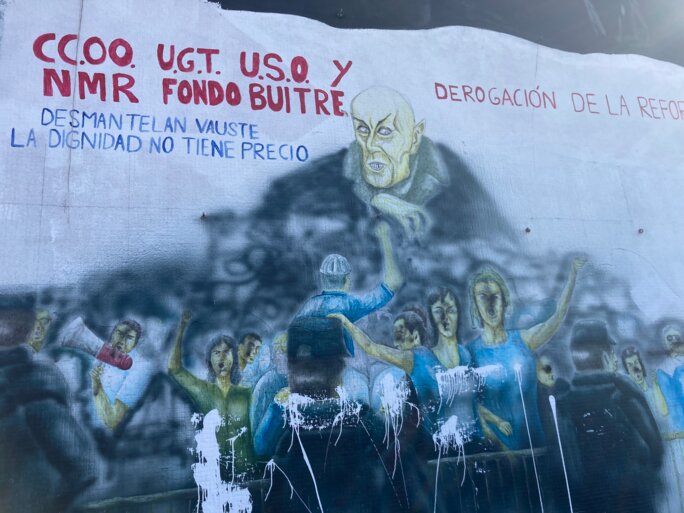 CC.OO. U.G.T. U.S.O. Y
NMR FONDO BUITRE
DESMANTELAN VAUSTE
LA DIGNIDAD NO TIENE PRECIO
DEROGACIÓN DE LA REFOR